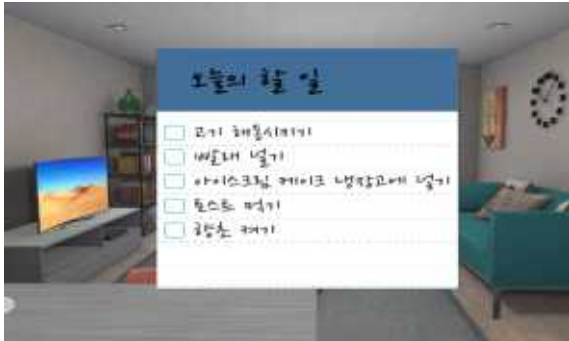 오늘의 할 일
고기 해동시키기
빨래 널기
아이스크림 케이크 냉장고에 넣기
토스트 먹기
향초 켜기